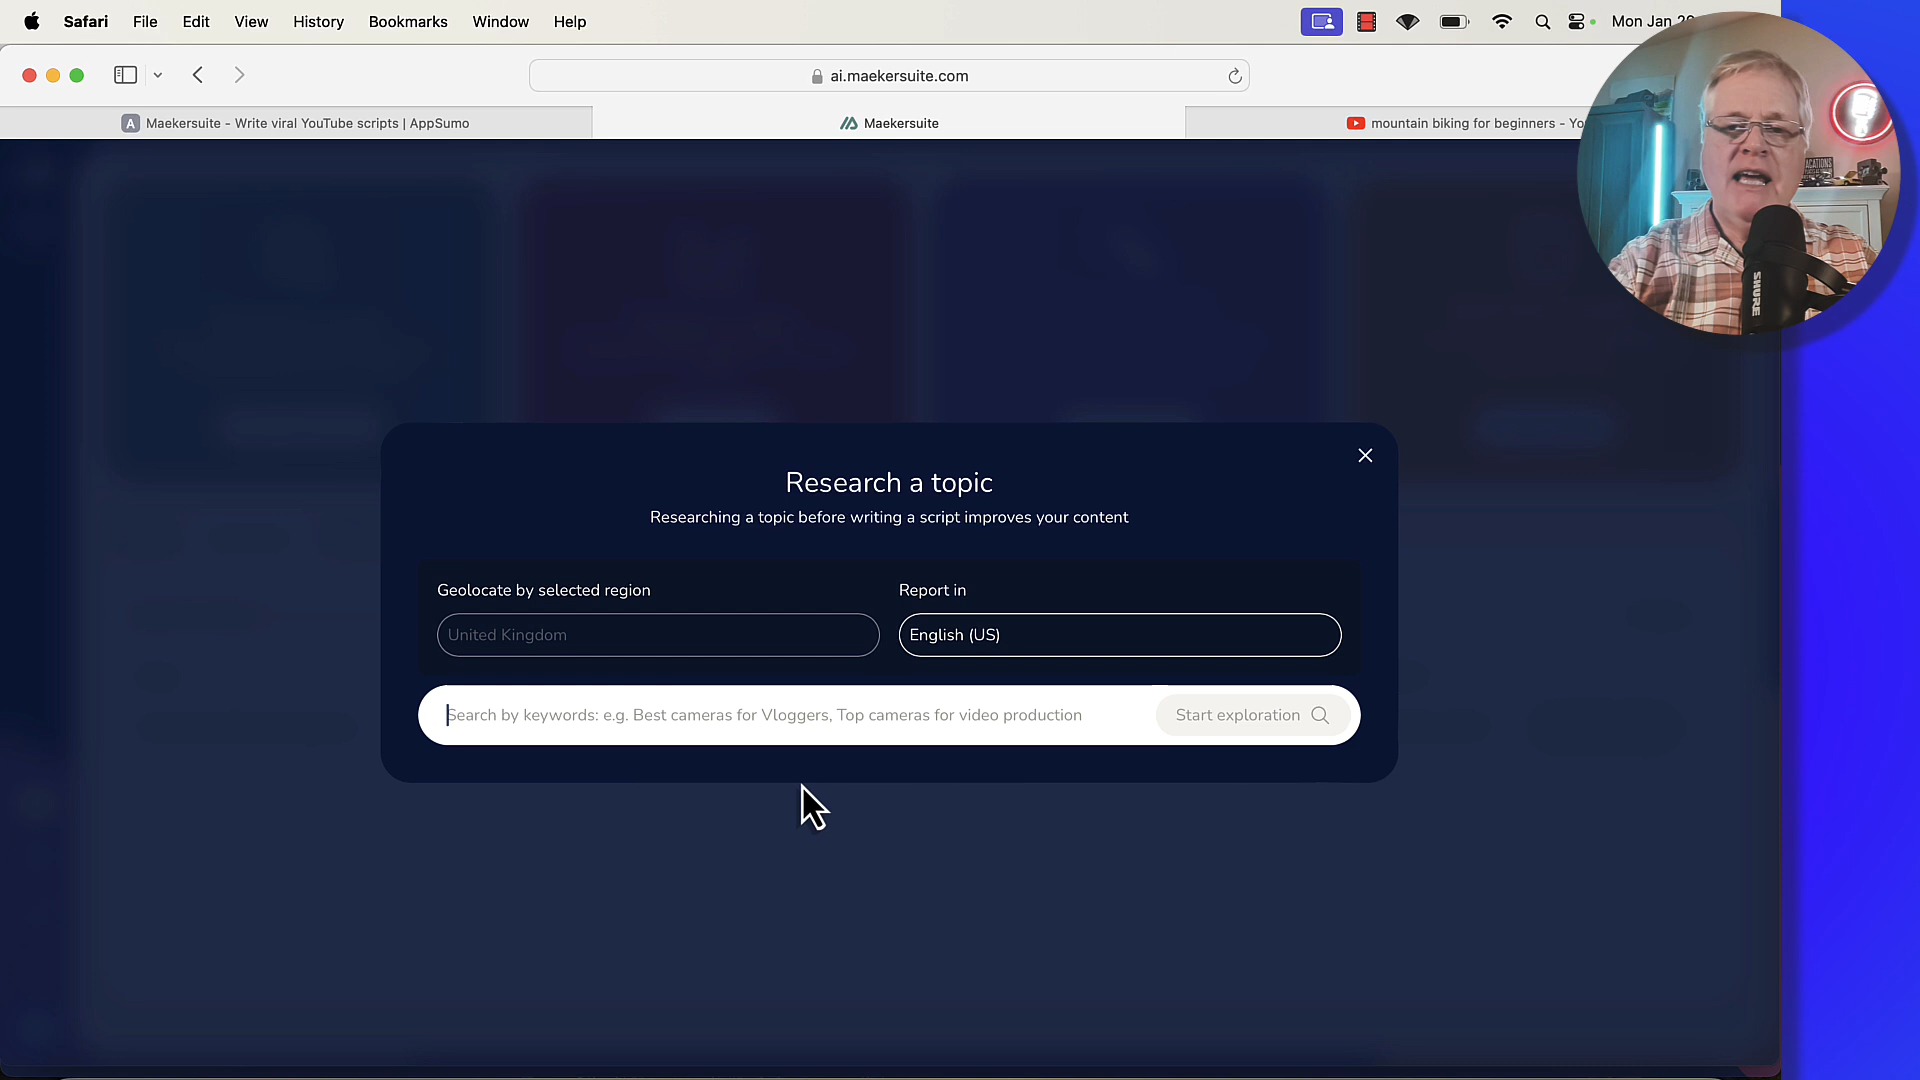 Safari File Edit View History Bookmarks Window Help Mon Jan
ai.maekersuite.com
A Maekersuite - Write viral YouTube scripts | AppSumo
Maekersuite
mountain biking for beginners - Yo
ACATIONS
SHURE
Research a topic
Researching a topic before writing a script improves your content
Geolocate by selected region
Report in
United Kingdom
English (US)
Search by keywords: e.g. Best cameras for Vloggers, Top cameras for video production
Start exploration